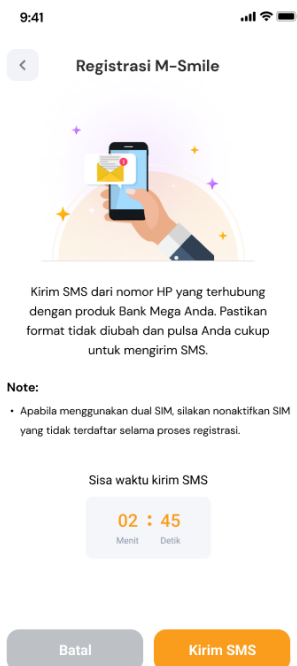 9:41
Registrasi M-Smile
Kirim SMS dari nomor HP yang terhubung
dengan produk Bank Mega Anda. Pastikan
format tidak diubah dan pulsa Anda cukup
untuk mengirim SMS.
Note:
• Apabila menggunakan dual SIM, silakan nonaktifkan SIM
yang tidak terdaftar selama proses registrasi.
Sisa waktu kirim SMS
02 : 45
Menit Detik
Batal Kirim SMS